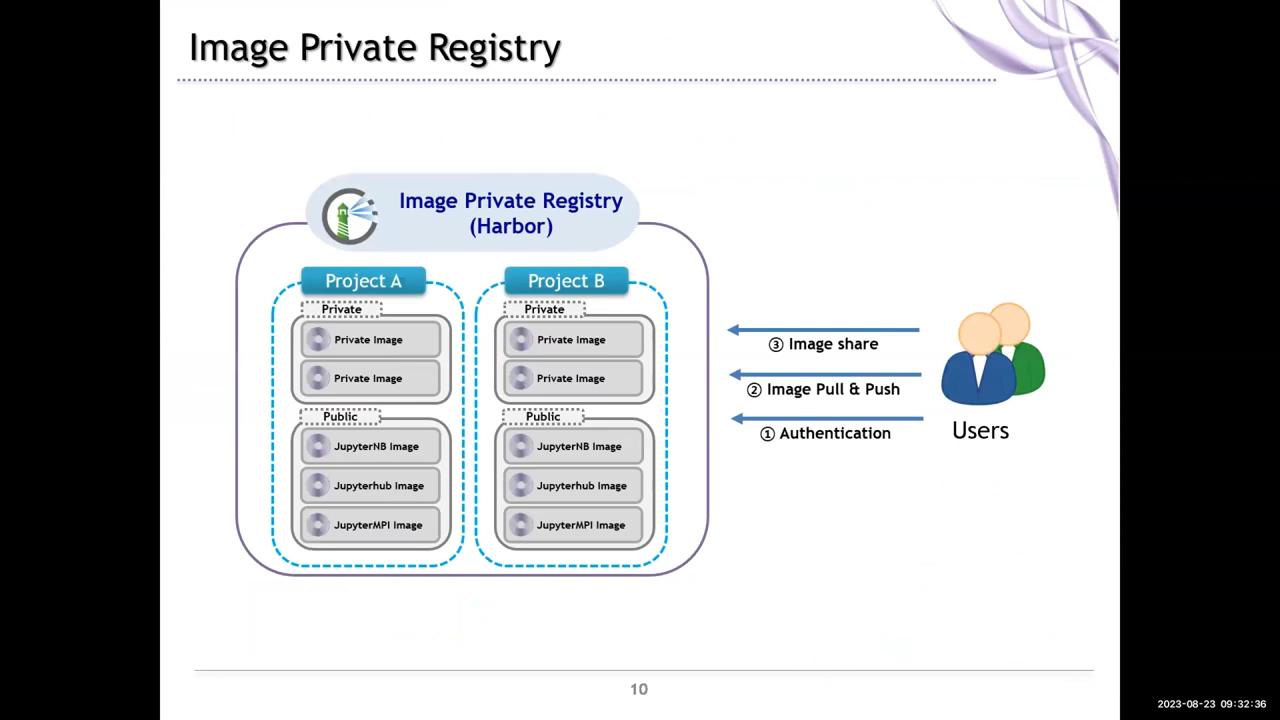 Image Private Registry
Image Private Registry
(Harbor)
Project A
Private
Private Image
Private Image
Public
JupyterNB Image
Jupyterhub Image
JupyterMPI Image
Project B
Private
Private Image
Private Image
Public
JupyterNB Image
Jupyterhub Image
JupyterMPI Image
③ Image share
② Image Pull & Push
① Authentication
Users
10
2023-08-23 09:32:36